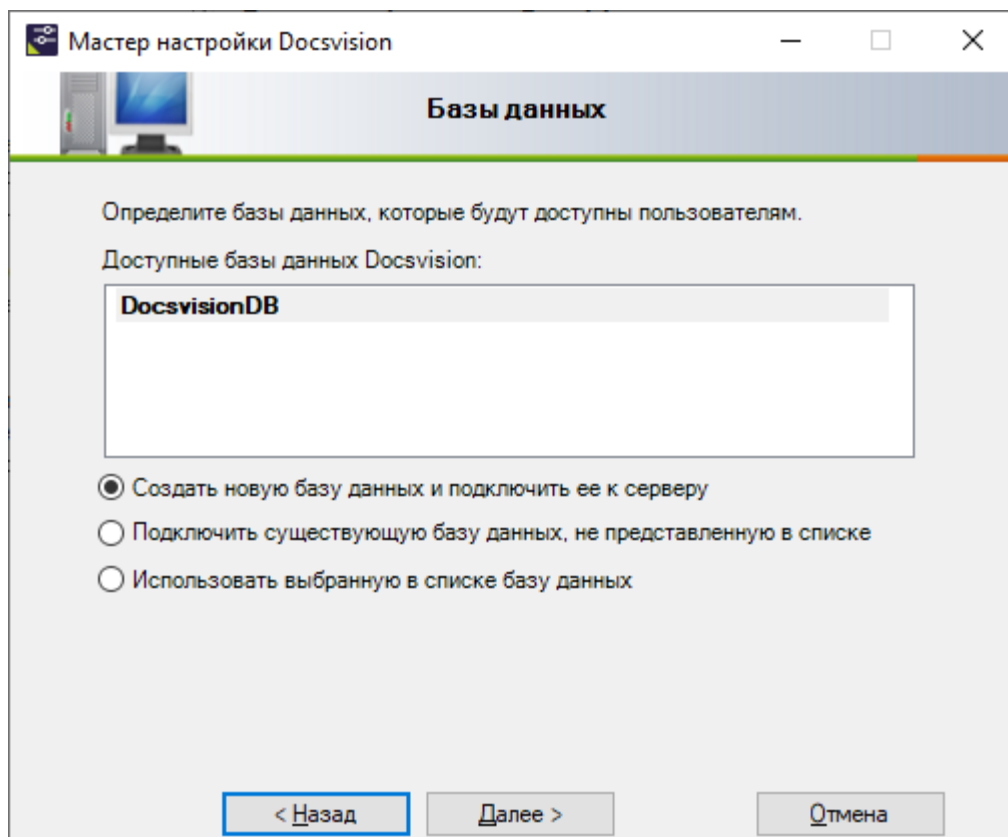 Мастер настройки Docsvision
Базы данных
Определите базы данных, которые будут доступны пользователям.
Доступные базы данных Docsvision:
DocsvisionDB
Создать новую базу данных и подключить ее к серверу
Подключить существующую базу данных, не представленную в списке
Использовать выбранную в списке базу данных
< Назад
Далее >
Отмена